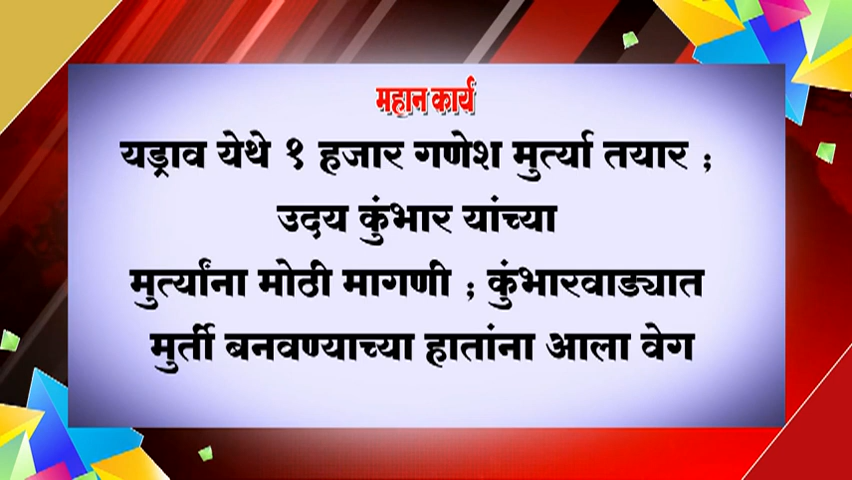 महान कार्य
यड्राव येथे १ हजार गणेश मुर्त्या तयार ;
उदय कुंभार यांच्या
मुर्त्यांना मोठी मागणी ; कुंभारवाड्यात
मुर्ती बनवण्याच्या हातांना आला वेग